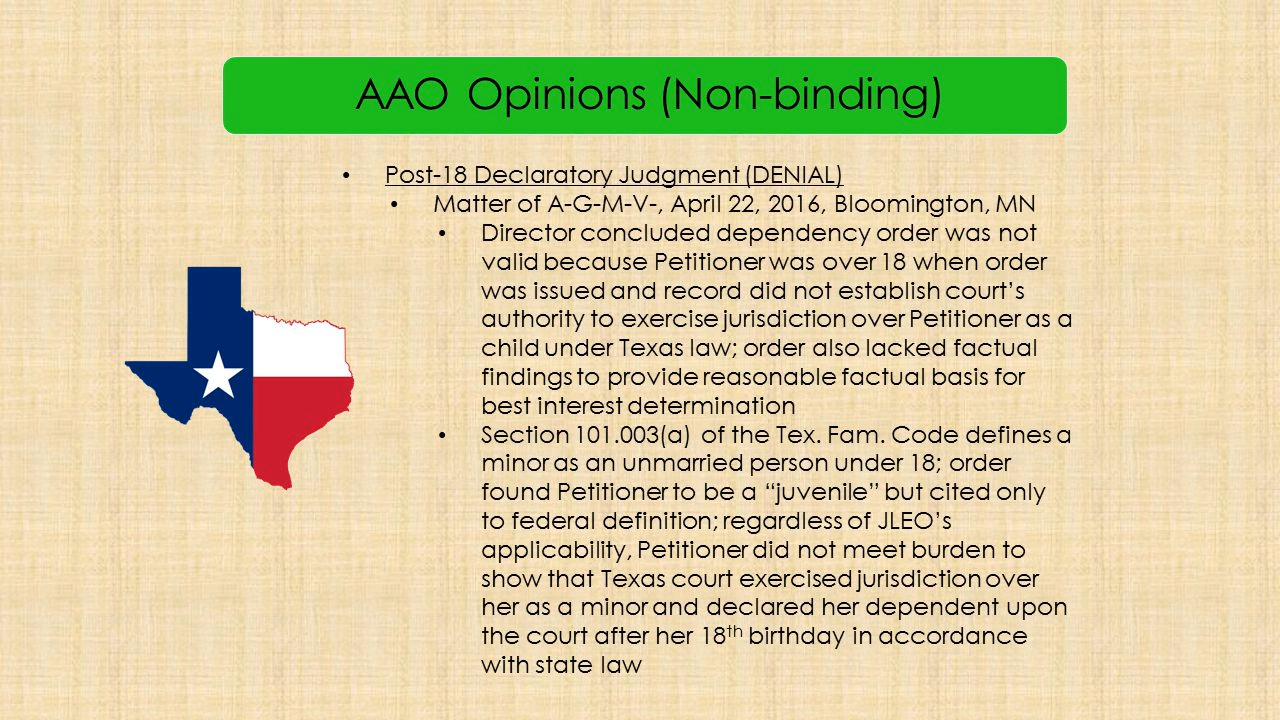 AAO Opinions (Non-binding)
• Post-18 Declaratory Judgment (DENIAL)
• Matter of A-G-M-V-, April 22, 2016, Bloomington, MN
• Director concluded dependency order was not
valid because Petitioner was over 18 when order
was issued and record did not establish court’s
authority to exercise jurisdiction over Petitioner as a
child under Texas law; order also lacked factual
findings to provide reasonable factual basis for
best interest determination
• Section 101.003(a) of the Tex. Fam. Code defines a
minor as an unmarried person under 18; order
found Petitioner to be a “juvenile” but cited only
to federal definition; regardless of JLEO’s
applicability, Petitioner did not meet burden to
show that Texas court exercised jurisdiction over
her as a minor and declared her dependent upon
the court after her 18th birthday in accordance
with state law